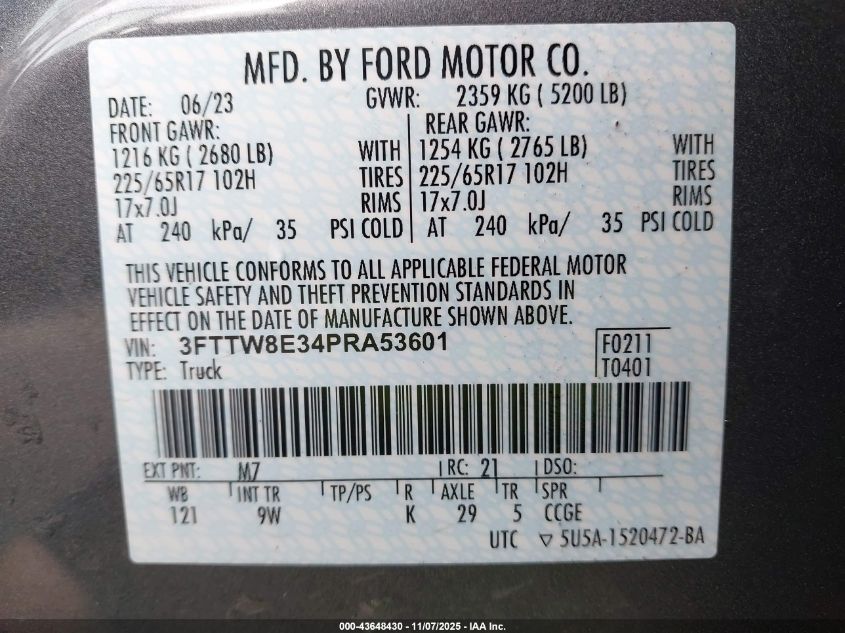 MFD. BY FORD MOTOR CO.
DATE: 06/23 GVWR: 2359 KG ( 5200 LB)
FRONT GAWR: REAR GAWR:
1216 KG ( 2680 LB) WITH 1254 KG ( 2765 LB) WITH
225/65R17 102H TIRES 225/65R17 102H TIRES
17x7.0J RIMS 17x7.0J RIMS
AT 240 kPa/ 35 PSI COLD AT 240 kPa/ 35 PSI COLD
THIS VEHICLE CONFORMS TO ALL APPLICABLE FEDERAL MOTOR
VEHICLE SAFETY AND THEFT PREVENTION STANDARDS IN
EFFECT ON THE DATE OF MANUFACTURE SHOWN ABOVE.
VIN: 3FTTW8E34PRA53601 F0211
TYPE: Truck T0401
EXT PNT: M7 RC: 21 DSO:
WB INT TR TP/PS R AXLE TR SPR
121 9W K 29 5 CCGE
UTC ▽ 5U5A-1520472-BA
000-43648430 - 11/07/2025 - IAA Inc.